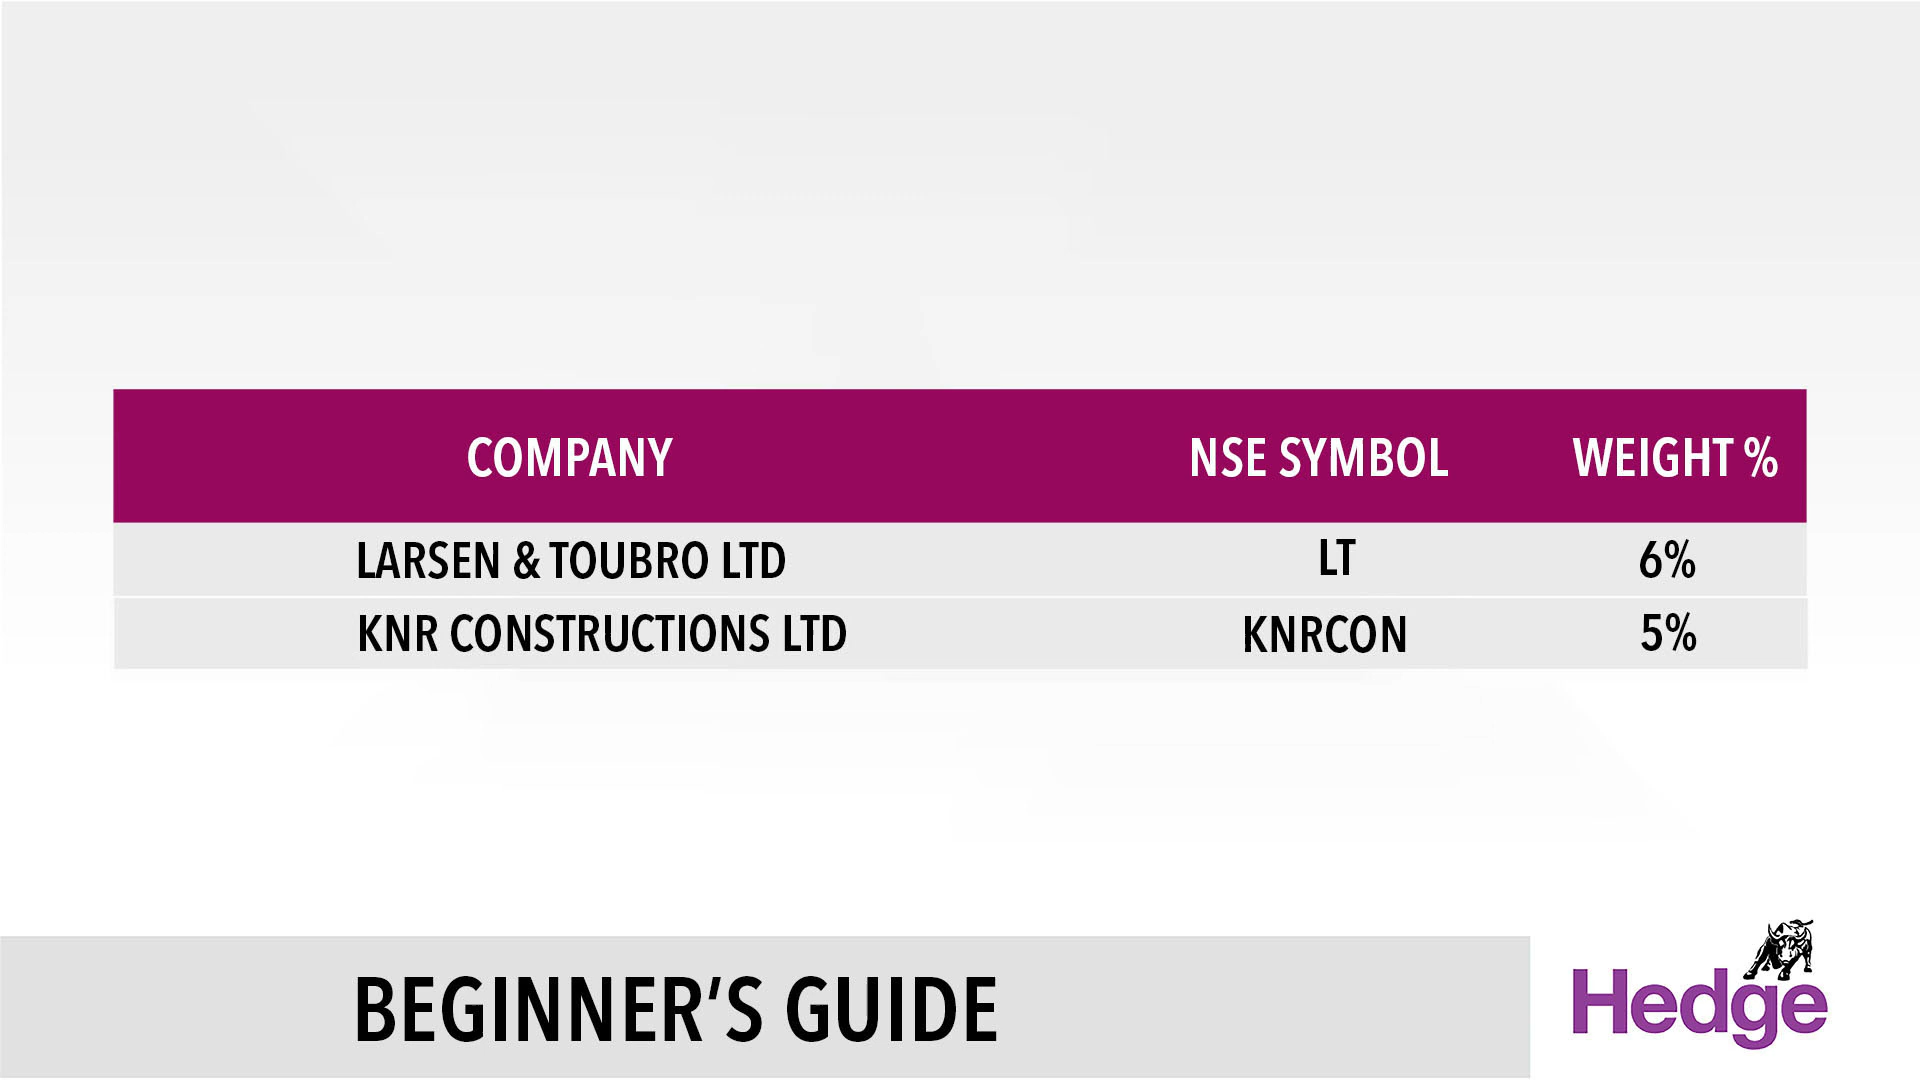 COMPANY NSE SYMBOL WEIGHT %
LARSEN & TOUBRO LTD LT 6%
KNR CONSTRUCTIONS LTD KNRCON 5%
BEGINNER’S GUIDE
Hedge